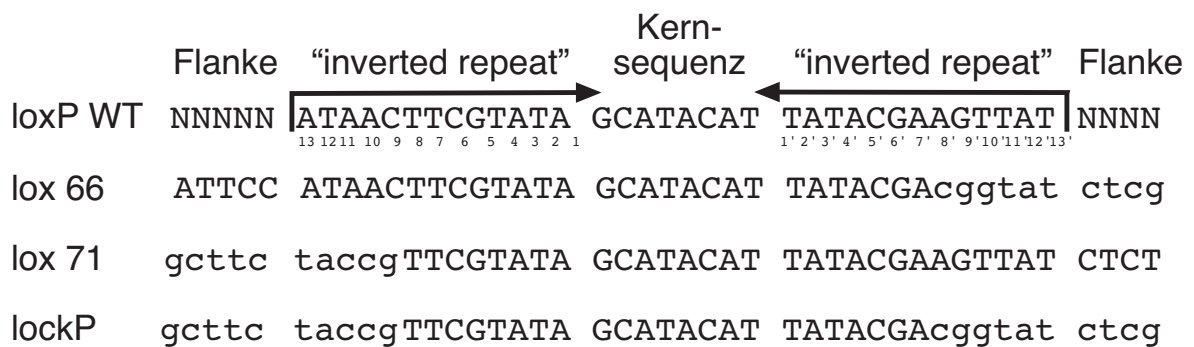 Kern-
Flanke “inverted repeat” sequenz “inverted repeat” Flanke
loxP WT NNNNN ATAACTTCGTATA GCATACAT TATACGAAGTTAT NNNN
13 12 11 10 9 8 7 6 5 4 3 2 1 1' 2' 3' 4' 5' 6' 7' 8' 9' 10' 11' 12' 13'
lox 66 ATTCC ATAACTTCGTATA GCATACAT TATACGAcggtat ctcg
lox 71 gcttc taccgTTCGTATA GCATACAT TATACGAAGTTAT CTCT
lockP gcttc taccgTTCGTATA GCATACAT TATACGAcggtat ctcg